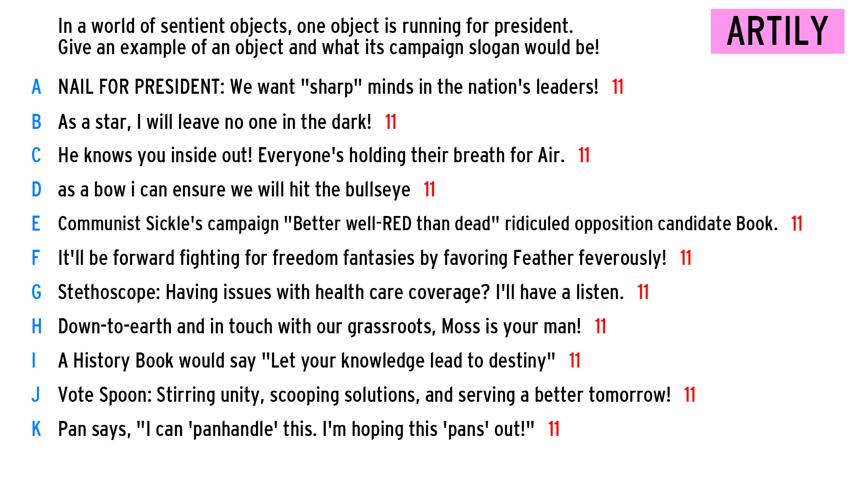 In a world of sentient objects, one object is running for president.
Give an example of an object and what its campaign slogan would be!
ARTILY
A NAIL FOR PRESIDENT: We want "sharp" minds in the nation's leaders! 11
B As a star, I will leave no one in the dark! 11
C He knows you inside out! Everyone's holding their breath for Air. 11
D as a bow i can ensure we will hit the bullseye 11
E Communist Sickle's campaign "Better well-RED than dead" ridiculed opposition candidate Book. 11
F It'll be forward fighting for freedom fantasies by favoring Feather feverously! 11
G Stethoscope: Having issues with health care coverage? I'll have a listen. 11
H Down-to-earth and in touch with our grassroots, Moss is your man! 11
I A History Book would say "Let your knowledge lead to destiny" 11
J Vote Spoon: Stirring unity, scooping solutions, and serving a better tomorrow! 11
K Pan says, "I can 'panhandle' this. I'm hoping this 'pans' out!" 11